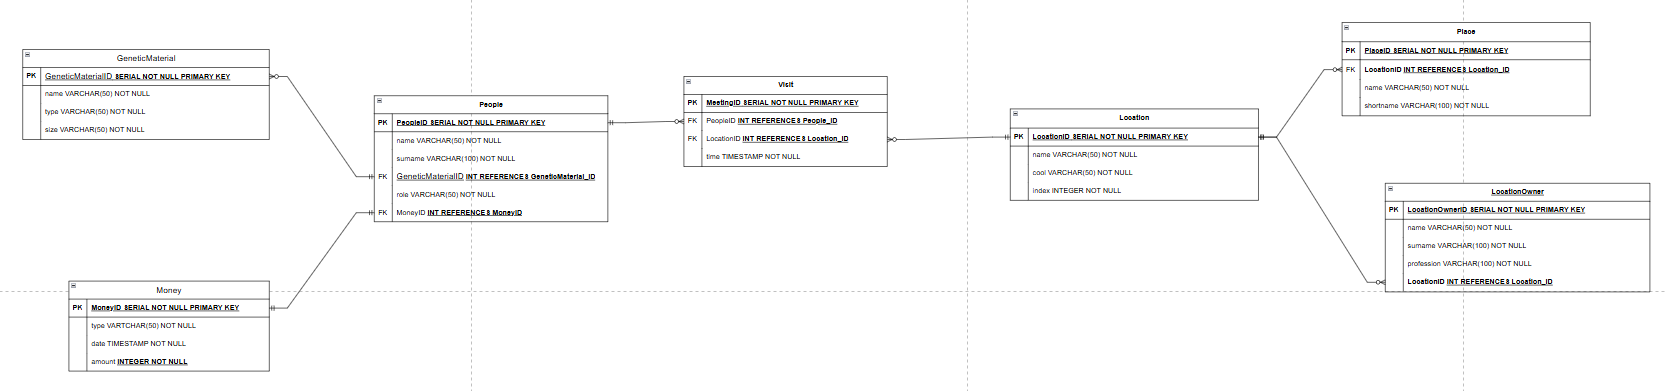 GeneticMaterial
PK GeneticMaterialID SERIAL NOT NULL PRIMARY KEY
name VARCHAR(50) NOT NULL
type VARCHAR(50) NOT NULL
size VARCHAR(50) NOT NULL
Money
PK MoneyID SERIAL NOT NULL PRIMARY KEY
type VARTCHAR(50) NOT NULL
date TIMESTAMP NOT NULL
amount INTEGER NOT NULL
People
PK PeopleID SERIAL NOT NULL PRIMARY KEY
name VARCHAR(50) NOT NULL
surname VARCHAR(100) NOT NULL
FK GeneticMaterialID INT REFERENCES GeneticMaterial_ID
role VARCHAR(50) NOT NULL
FK MoneyID INT REFERENCES MoneyID
Visit
PK MeetingID SERIAL NOT NULL PRIMARY KEY
FK PeopleID INT REFERENCES People_ID
FK LocationID INT REFERENCES Location_ID
time TIMESTAMP NOT NULL
Location
PK LocationID SERIAL NOT NULL PRIMARY KEY
name VARCHAR(50) NOT NULL
cool VARCHAR(50) NOT NULL
index INTEGER NOT NULL
Place
PK PlaceID SERIAL NOT NULL PRIMARY KEY
FK LocationID INT REFERENCES Location_ID
name VARCHAR(50) NOT NULL
shortname VARCHAR(100) NOT NULL
LocationOwner
PK LocationOwnerID SERIAL NOT NULL PRIMARY KEY
name VARCHAR(50) NOT NULL
surname VARCHAR(100) NOT NULL
profession VARCHAR(100) NOT NULL
LocationID INT REFERENCES Location_ID